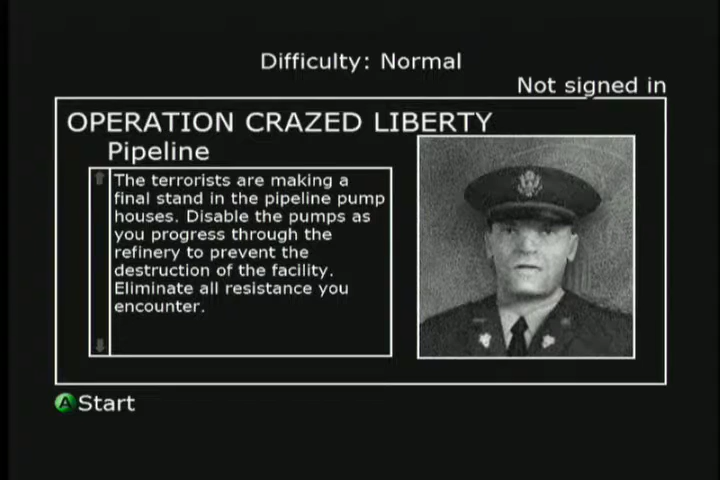 Difficulty: Normal
Not signed in
OPERATION CRAZED LIBERTY
Pipeline
The terrorists are making a
final stand in the pipeline pump
houses. Disable the pumps as
you progress through the
refinery to prevent the
destruction of the facility.
Eliminate all resistance you
encounter.
A Start